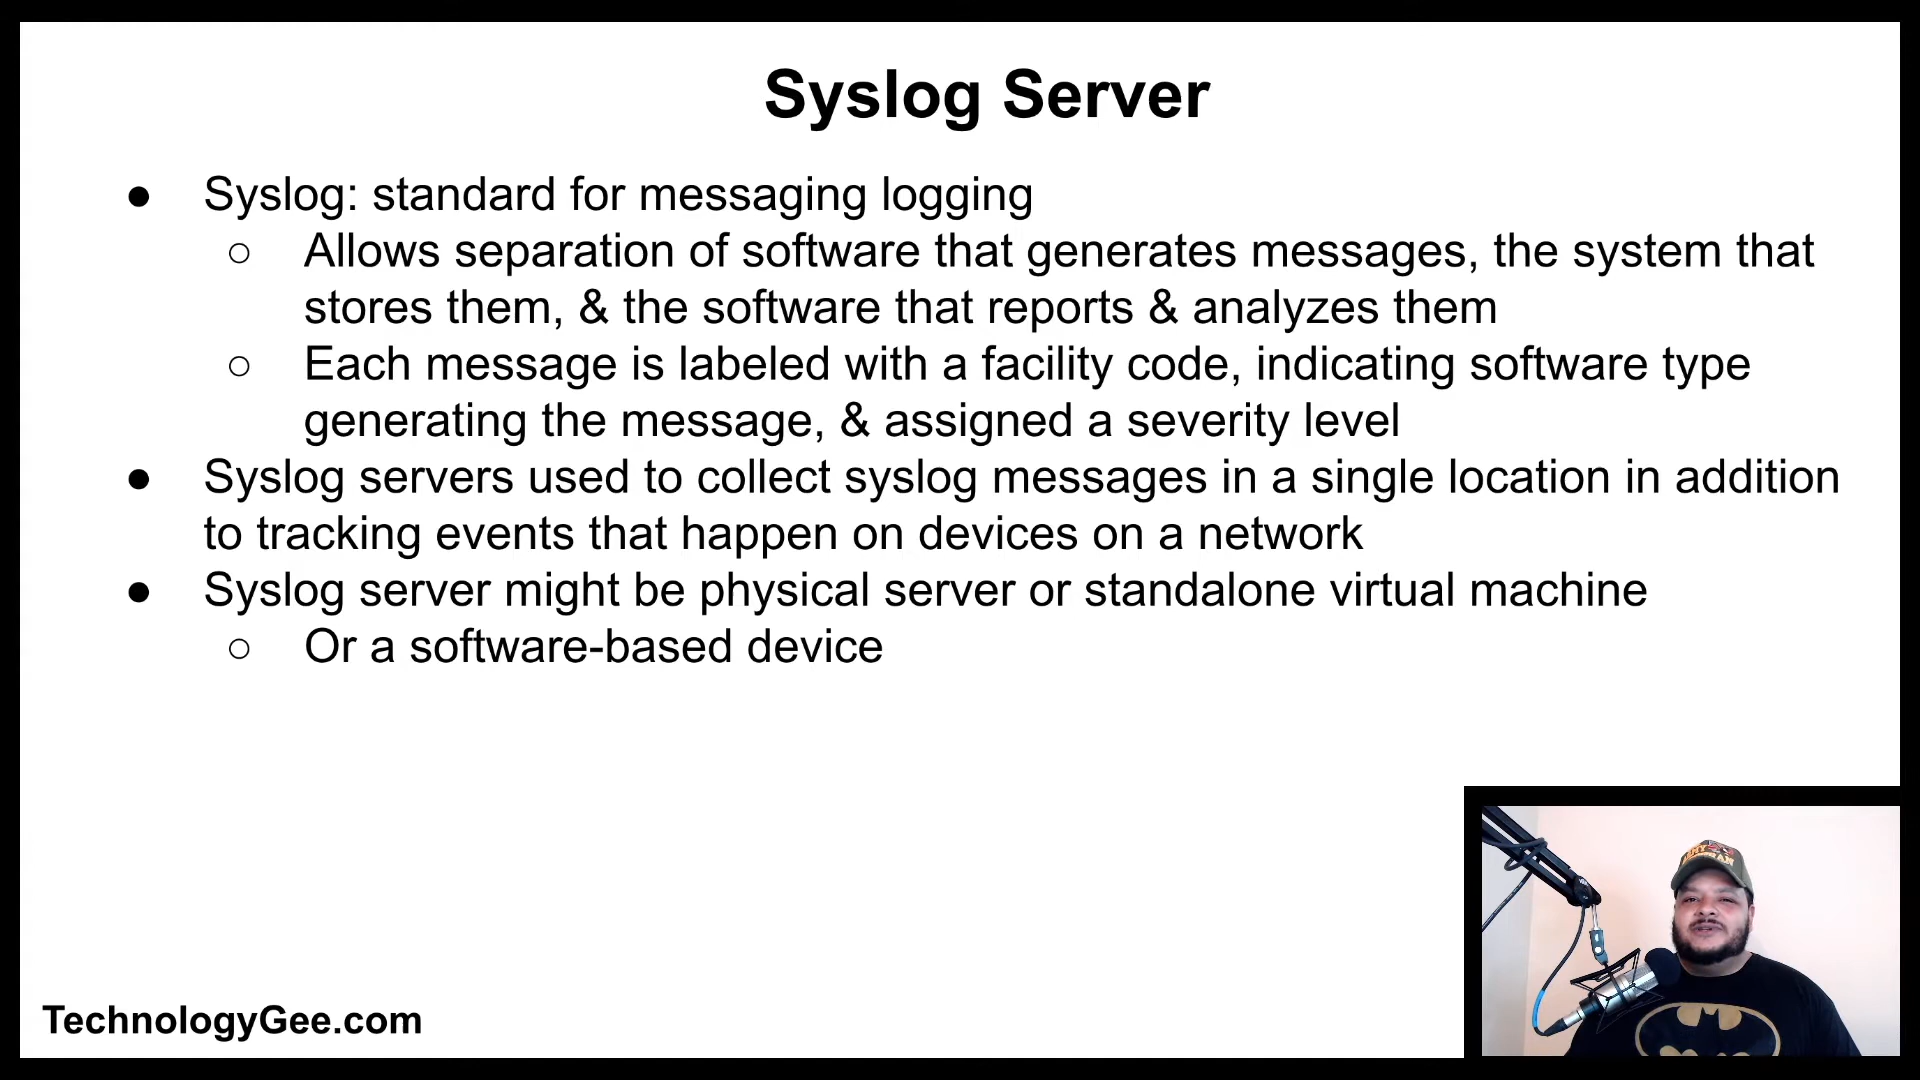 Syslog Server
● Syslog: standard for messaging logging
○ Allows separation of software that generates messages, the system that
stores them, & the software that reports & analyzes them
○ Each message is labeled with a facility code, indicating software type
generating the message, & assigned a severity level
● Syslog servers used to collect syslog messages in a single location in addition
to tracking events that happen on devices on a network
● Syslog server might be physical server or standalone virtual machine
○ Or a software-based device
TechnologyGee.com